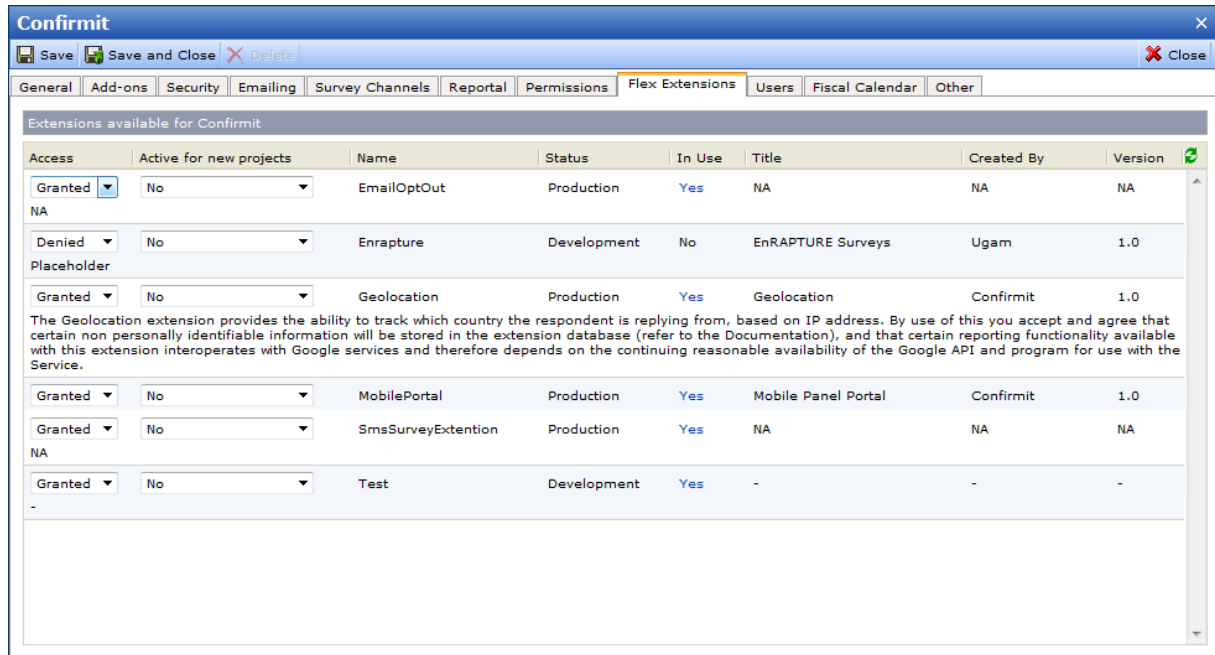 Confirmit
Save Save and Close Delete Close
General Add-ons Security Emailing Survey Channels Reportal Permissions Flex Extensions Users Fiscal Calendar Other
Extensions available for Confirmit
Access Active for new projects Name Status In Use Title Created By Version
Granted No EmailOptOut Production Yes NA NA NA
NA
Denied No Enrapture Development No EnRAPTURE Surveys Ugam 1.0
Placeholder
Granted No Geolocation Production Yes Geolocation Confirmit 1.0
The Geolocation extension provides the ability to track which country the respondent is replying from, based on IP address. By use of this you accept and agree that
certain non personally identifiable information will be stored in the extension database (refer to the Documentation), and that certain reporting functionality available
with this extension interoperates with Google services and therefore depends on the continuing reasonable availability of the Google API and program for use with the
Service.
Granted No MobilePortal Production Yes Mobile Panel Portal Confirmit 1.0
Granted No SmsSurveyExtention Production Yes NA NA NA
NA
Granted No Test Development Yes - - -
-